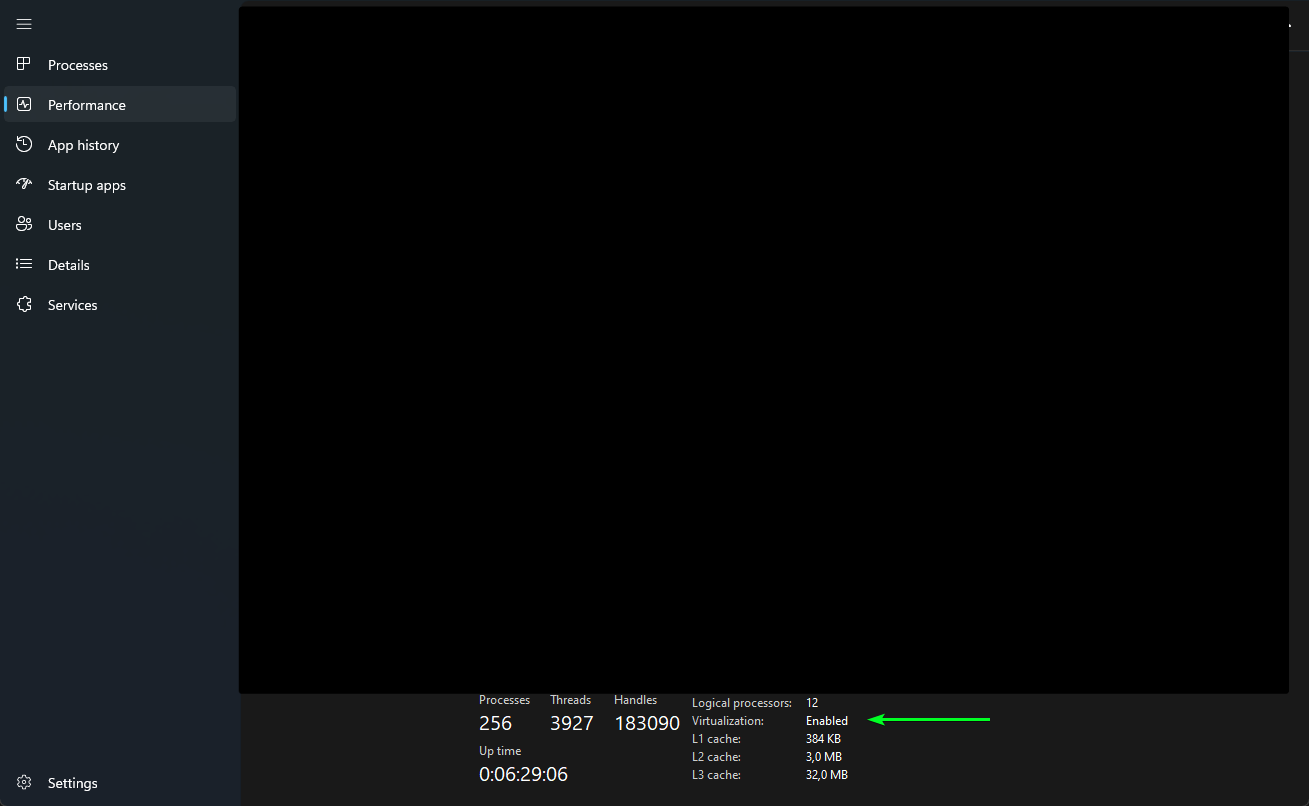 Processes
Performance
App history
Startup apps
Users
Details
Services
Settings
Processes Threads Handles
256 3927 183090
Up time
0:06:29:06
Logical processors: 12
Virtualization: Enabled
L1 cache: 384 KB
L2 cache: 3,0 MB
L3 cache: 32,0 MB